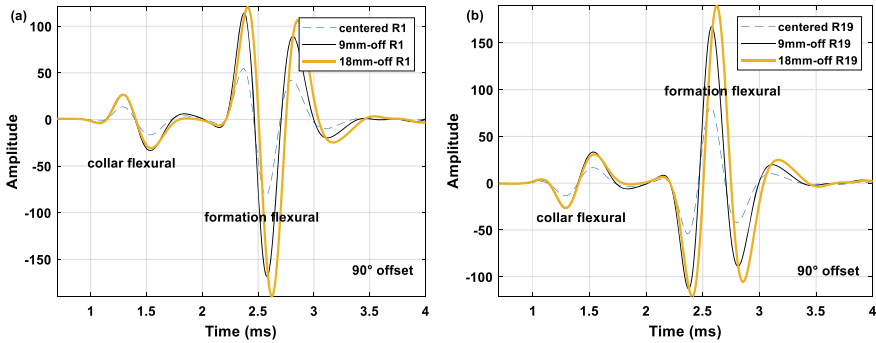 (a)
centered R1
9mm-off R1
18mm-off R1
100
50
0
-50
-100
-150
Amplitude
collar flexural
formation flexural
90° offset
1 1.5 2 2.5 3 3.5 4
Time (ms)
(b)
centered R19
9mm-off R19
18mm-off R19
150
100
50
0
-50
-100
Amplitude
formation flexural
collar flexural
90° offset
1 1.5 2 2.5 3 3.5 4
Time (ms)